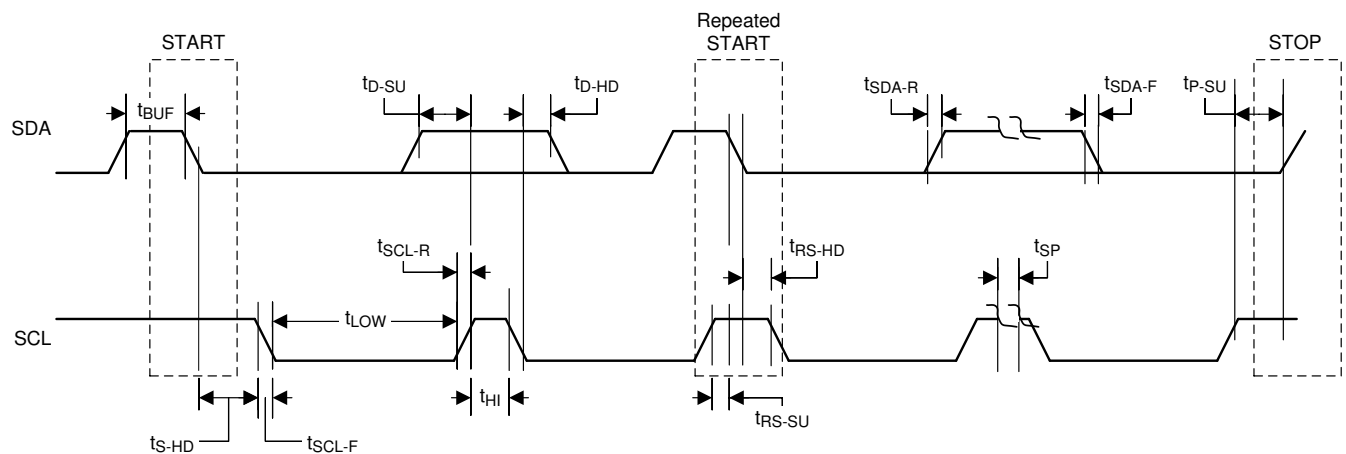 Repeated
START
START
STOP
tD-SU
tD-HD
tSDA-R
tSDA-F
tP-SU
tBUF
SDA
tSCL-R
tRS-HD
tSP
tLOW
SCL
tHI
tRS-SU
tS-HD
tSCL-F